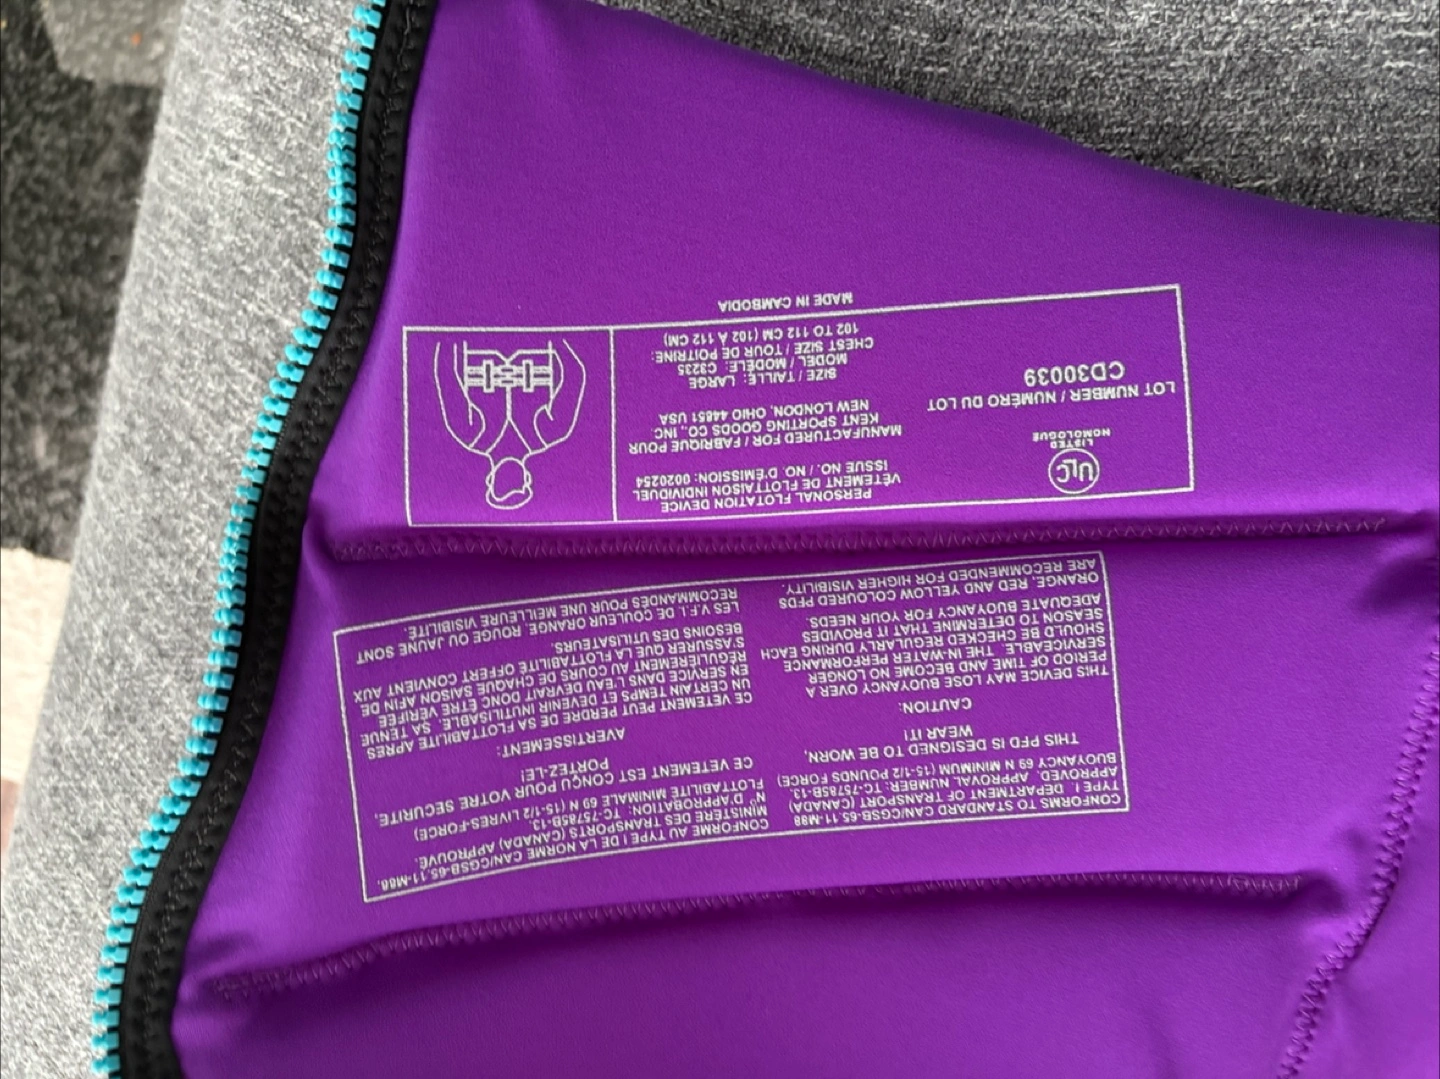 CONFORMS TO STANDARD CAN/CGSB-65.11-M88
TYPE I, DEPARTMENT OF TRANSPORT (CANADA)
APPROVED, APPROVAL NUMBER: TC-75785B-13.
BUOYANCY 69 N MINIMUM (15-1/2 POUNDS FORCE)
THIS PFD IS DESIGNED TO BE WORN,
WEAR IT!
CAUTION:
THIS DEVICE MAY LOSE BUOYANCY OVER A
PERIOD OF TIME AND BECOME NO LONGER
SERVICEABLE. THE IN-WATER PERFORMANCE
SHOULD BE CHECKED REGULARLY DURING EACH
SEASON TO DETERMINE THAT IT PROVIDES
ADEQUATE BUOYANCY FOR YOUR NEEDS.
ORANGE, RED AND YELLOW COLOURED PFDS
ARE RECOMMENDED FOR HIGHER VISIBILITY.
CONFORME AU TYPE I DE LA NORME CAN/CGSB-65.11-M88.
MINISTÈRE DES TRANSPORTS (CANADA) APPROUVÉ.
N° D'APPROBATION: TC-75785B-13.
FLOTTABILITÉ MINIMALE 69 N (15-1/2 LIVRES-FORCE)
CE VETEMENT EST CONÇU POUR VOTRE SECURITE,
PORTEZ-LE!
AVERTISSEMENT:
CE VETEMENT PEUT PERDRE DE SA FLOTTABILITE APRES
UN CERTAIN TEMPS ET DEVENIR INUTILISABLE. SA TENUE
EN SERVICE DANS L'EAU DEVRAIT DONC ÊTRE VERIFEE
RÉGULIÈREMENT AU COURS DE CHAQUE SAISON AFIN DE
S'ASSURER QUE LA FLOTTABILITÉ OFFERT CONVIENT AUX
BESOINS DES UTILISATEURS.
LES V.F.I. DE COULEUR ORANGE, ROUGE OU JAUNE SONT
RECOMMANDÉS POUR UNE MEILLEURE VISIBILITE.
ULC
LISTED
HOMOLOGUÉ
LOT NUMBER / NUMÉRO DU LOT
CD30039
PERSONAL FLOTATION DEVICE
VÊTEMENT DE FLOTTAISON INDIVIDUEL
ISSUE NO. / NO. D'ÉMISSION: 0020254
MANUFACTURED FOR / FABRIQUÉ POUR
KENT SPORTING GOODS CO., INC.
NEW LONDON, OHIO 44851 USA
SIZE / TAILLE: LARGE
MODEL / MODÈLE: C3235
CHEST SIZE / TOUR DE POITRINE:
102 TO 112 CM (102 À 112 CM)
MADE IN CAMBODIA